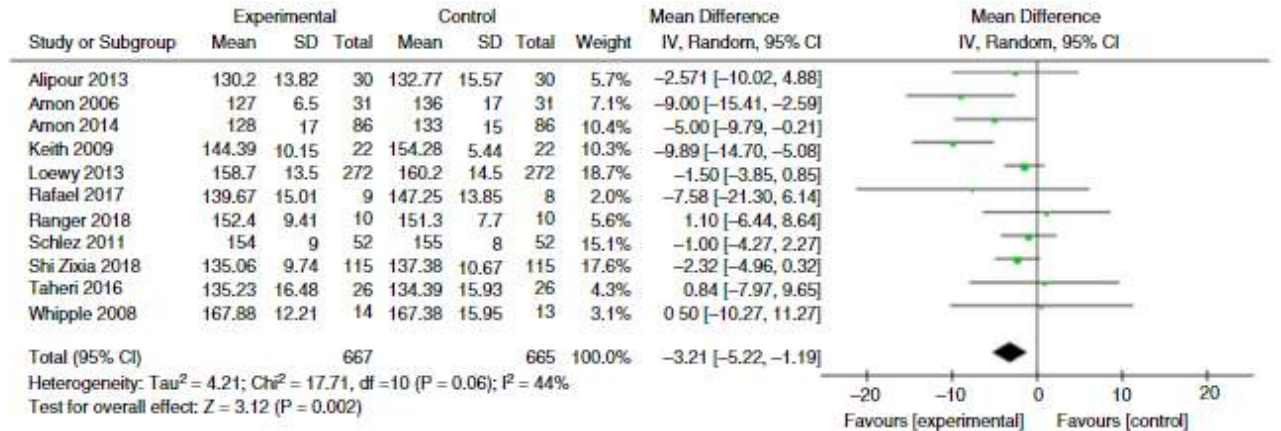 Experimental Control Mean Difference Mean Difference
Study or Subgroup Mean SD Total Mean SD Total Weight IV, Random, 95% CI IV, Random, 95% CI
Alipour 2013 130.2 13.82 30 132.77 15.57 30 5.7% −2.571 [−10.02, 4.88]
Amon 2006 127 6.5 31 136 17 31 7.1% −9.00 [−15.41, −2.59]
Amon 2014 128 17 86 133 15 86 10.4% −5.00 [−9.79, −0.21]
Keith 2009 144.39 10.15 22 154.28 5.44 22 10.3% −9.89 [−14.70, −5.08]
Loewy 2013 158.7 13.5 272 160.2 14.5 272 18.7% −1.50 [−3.85, 0.85]
Rafael 2017 139.67 15.01 9 147.25 13.85 8 2.0% −7.58 [−21.30, 6.14]
Ranger 2018 152.4 9.41 10 151.3 7.7 10 5.6% 1.10 [−6.44, 8.64]
Schlez 2011 154 9 52 155 8 52 15.1% −1.00 [−4.27, 2.27]
Shi Zixia 2018 135.06 9.74 115 137.38 10.67 115 17.6% −2.32 [−4.96, 0.32]
Taheri 2016 135.23 16.48 26 134.39 15.93 26 4.3% 0.84 [−7.97, 9.65]
Whipple 2008 167.88 12.21 14 167.38 15.95 13 3.1% 0 50 [−10.27, 11.27]
Total (95% CI) 667 665 100.0% −3.21 [−5.22, −1.19]
Heterogeneity: Tau² = 4.21; Chi² = 17.71, df =10 (P = 0.06); I² = 44%
Test for overall effect: Z = 3.12 (P = 0.002)
−20 −10 0 10 20
Favours [experimental] Favours [control]